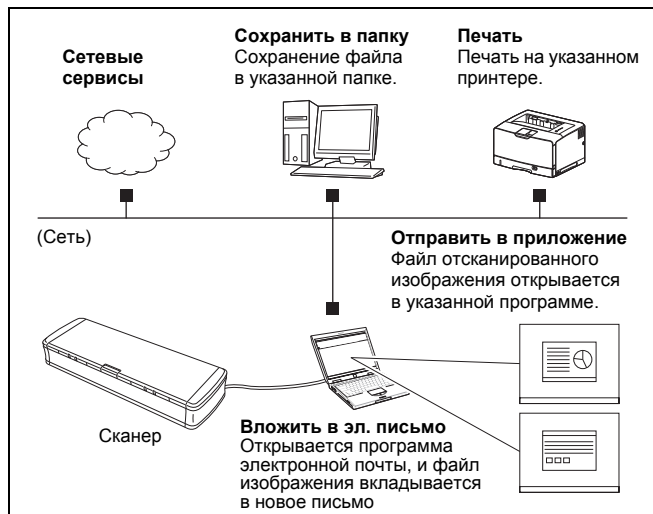 Сетевые
сервисы
Сохранить в папку
Сохранение файла
в указанной папке.
Печать
Печать на указанном
принтере.
(Сеть)
Отправить в приложение
Файл отсканированного
изображения открывается
в указанной программе.
Сканер
Вложить в эл. письмо
Открывается программа
электронной почты, и файл
изображения вкладывается
в новое письмо